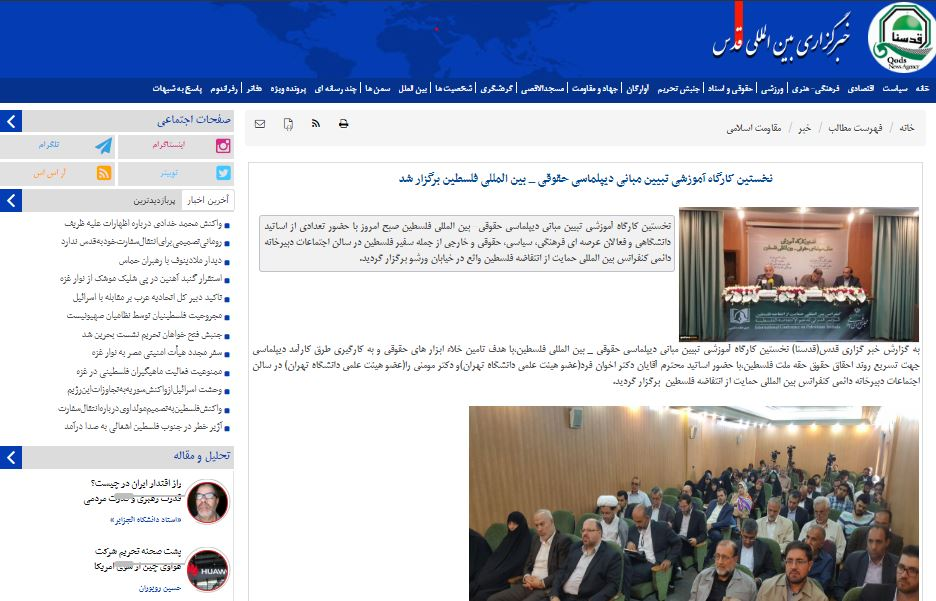 خبرگزاری بین المللی قدس
قدسنا
Qods
News Agency
خانه سیاست اقتصادی فرهنگی- هنری ورزشی حقوقی و اسناد جنبش تحریم آوارگان جهاد و مقاومت مسجدالاقصی گردشگری شخصیت ها بین الملل سمن ها چند رسانه ای پرونده ویژه دفاتر رفراندوم پاسخ به شبهات
خانه / فهرست مطالب / خبر / مقاومت اسلامی
نخستین کارگاه آموزشی تبیین مبانی دیپلماسی حقوقی _ بین المللی فلسطین برگزار شد
نخستین کارگاه آموزشی تبیین مبانی دیپلماسی حقوقی بین المللی فلسطین صبح امروز با حضور تعدادی از اساتید
دانشگاهی و فعالان عرصه ای فرهنگی، سیاسی، حقوقی و خارجی از جمله سفیر فلسطین در سالن اجتماعات دبیرخانه
دائمی کنفرانس بین المللی حمایت از انتفاضه فلسطین واقع در خیابان ورشو برگزار گردید.
International Conference on Palestinian Intifada
به گزارش خبر گزاری قدس(قدسنا) نخستین کارگاه آموزشی تبیین مبانی دیپلماسی حقوقی _ بین المللی فلسطین،با هدف تامین خلاء ابزار های حقوقی و به کارگیری طرق کارآمد دیپلماسی
جهت تسریع روند احقاق حقوق حقه ملت فلسطین،با حضور اساتید محترم آقایان دکتر اخوان فرد(عضو هیئت علمی دانشگاه تهران)و دکتر مومنی را(عضو هیئت علمی دانشگاه تهران) در سالن
اجتماعات دبیرخانه دائمی کنفرانس بین المللی حمایت از انتفاضه فلسطین برگزار گردید.
صفحات اجتماعی
اینستاگرام
تلگرام
توییتر
آر اس اس
آخرین اخبار
پربازدیدترین
واکنش محمد حدادی درباره اظهارات علیه ظریف
رومانی‌تصمیمی‌برای‌انتقال‌سفارت‌خودبه‌قدس ندارد
دیدار ملادینوف با رهبران حماس
استقرار گنبد آهنین در پی شلیک موشک از نوار غزه
تاکید دبیر کل اتحادیه عرب بر مقابله با اسرائیل
مجروحیت فلسطینیان توسط نظامیان صهیونیست
جنبش فتح خواهان تحریم نشست بحرین شد
سفر مجدد هیأت امنیتی مصر به نوار غزه
ممنوعیت فعالیت ماهیگیران فلسطینی در غزه
وحشت اسرائیل‌ازواکنش‌سوریه‌به‌تجاوزات‌این‌رژیم
واکنش‌فلسطین‌به‌تصمیم‌مولداوی‌درباره‌انتقال‌سفارت
آژیر خطر در جنوب فلسطین اشغالی به صدا درآمد
تحلیل و مقاله
راز اقتدار ایران در چیست؟
قدرت رهبری و قدرت مردمی
«استاد دانشگاه الجزایر»
پشت صحنه تحریم شرکت
هواوی چین از سوی آمریکا
حسین رویوران
HUAW